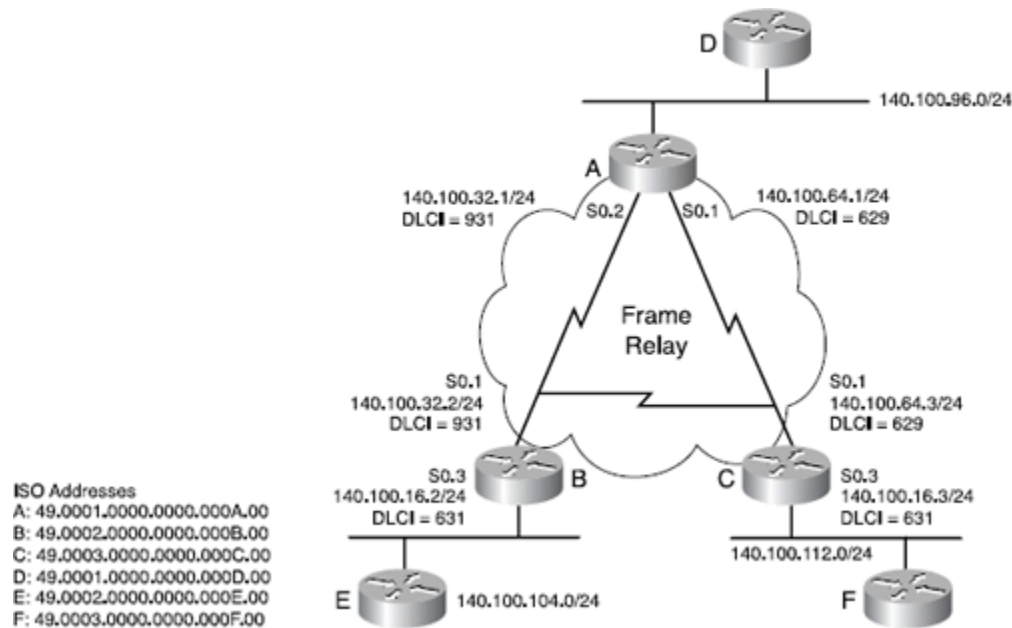 D
140.100.96.0/24
A
140.100.32.1/24
DLCI = 931
S0.2
S0.1
140.100.64.1/24
DLCI = 629
Frame
Relay
S0.1
140.100.32.2/24
DLCI = 931
S0.1
140.100.64.3/24
DLCI = 629
S0.3
140.100.16.2/24
DLCI = 631
B
C
S0.3
140.100.16.3/24
DLCI = 631
140.100.112.0/24
E
140.100.104.0/24
F
ISO Addresses
A: 49.0001.0000.0000.000A.00
B: 49.0002.0000.0000.000B.00
C: 49.0003.0000.0000.000C.00
D: 49.0001.0000.0000.000D.00
E: 49.0002.0000.0000.000E.00
F: 49.0003.0000.0000.000F.00